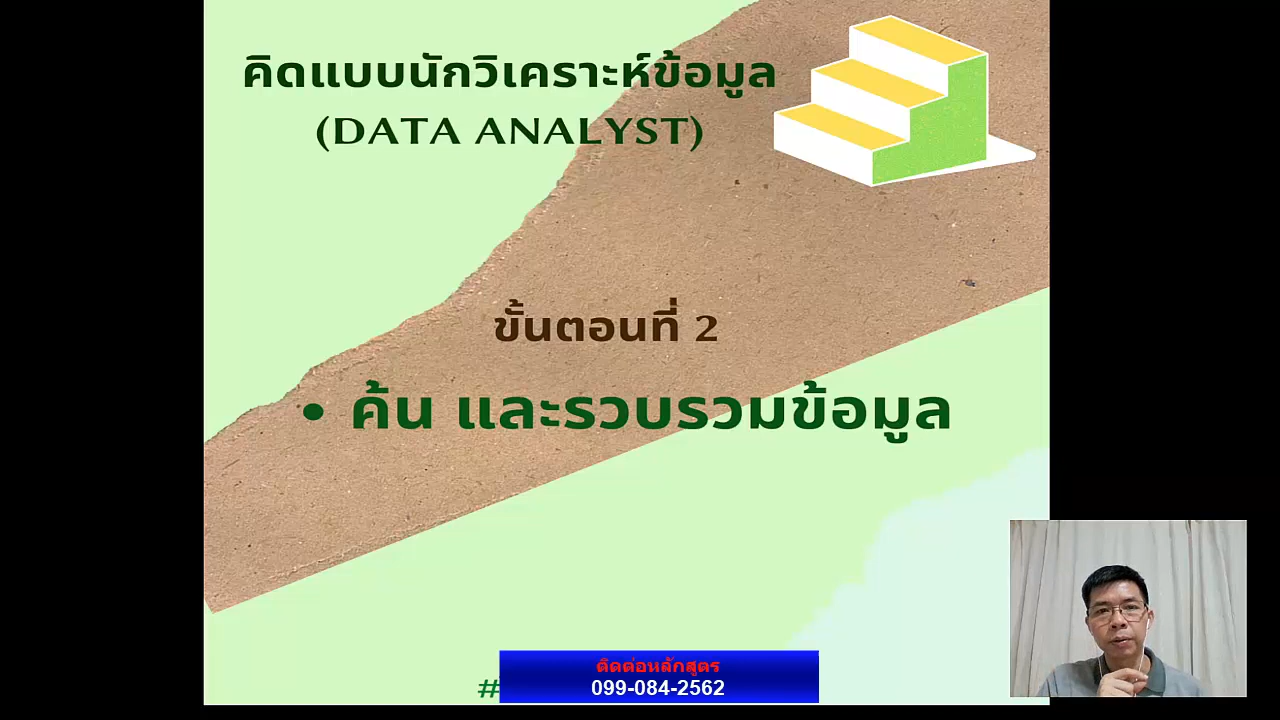 คิดแบบนักวิเคราะห์ข้อมูล
(DATA ANALYST)
ขั้นตอนที่ 2
• ค้น และรวบรวมข้อมูล
#
ติดต่อหลักสูตร
099-084-2562